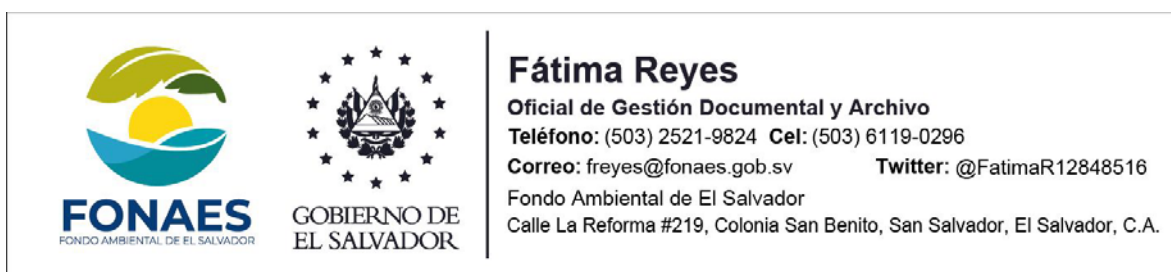 FONAES
FONDO AMBIENTAL DE EL SALVADOR
GOBIERNO DE
EL SALVADOR
Fátima Reyes
Oficial de Gestión Documental y Archivo
Teléfono: (503) 2521-9824 Cel: (503) 6119-0296
Correo: freyes@fonaes.gob.sv Twitter: @FatimaR12848516
Fondo Ambiental de El Salvador
Calle La Reforma #219, Colonia San Benito, San Salvador, El Salvador, C.A.